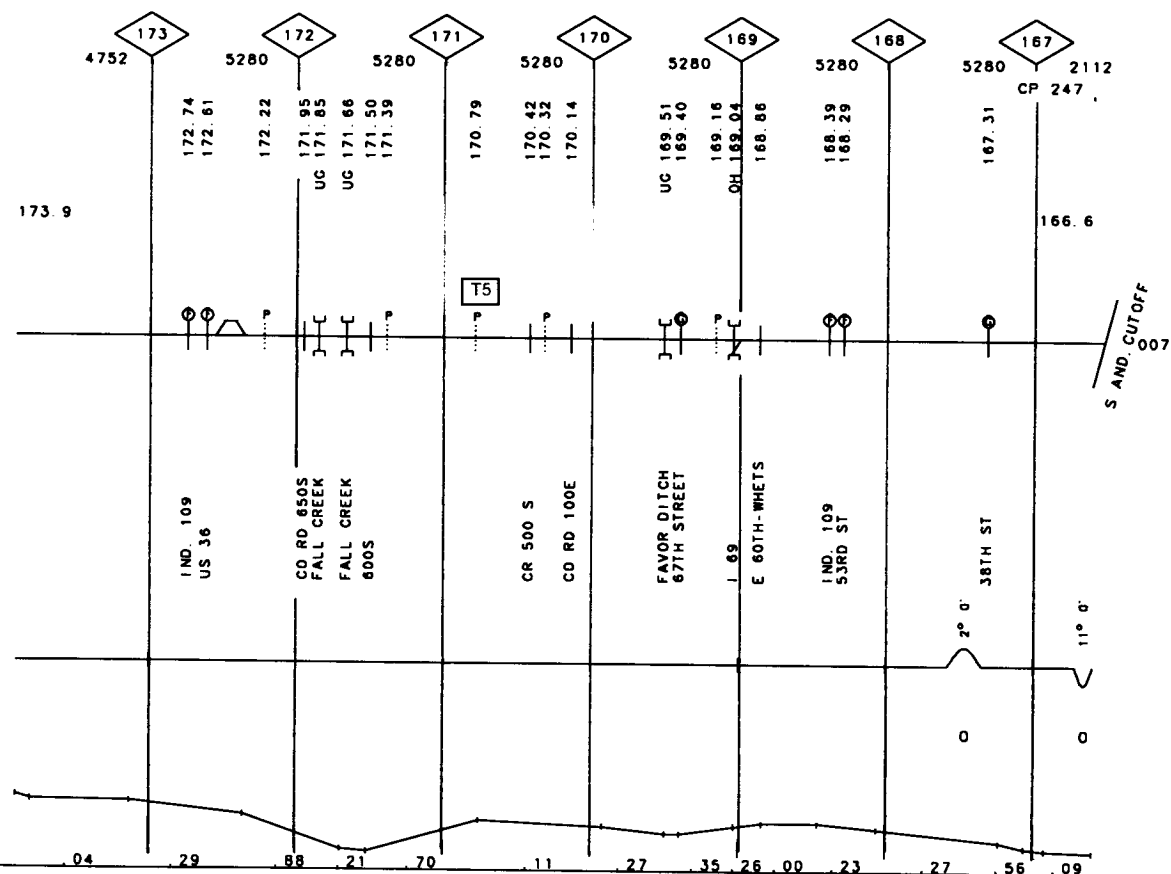 173 172 171 170 169 168 167
4752 5280 5280 5280 5280 5280 5280 2112
CP 247
172.74
172.61
172.22
171.95
UG 171.85
UG 171.66
171.50
171.39
170.79
170.42
170.32
170.14
UG 169.51
169.40
169.16
OH 169.04
168.86
168.39
168.29
167.31
173.9
166.6
T5
P P P P P
S AND. CUTOFF
007
IND. 109
US 36
CO RD 650S
FALL CREEK
FALL CREEK
600S
CR 500 S
CO RD 100E
FAVOR DITCH
67TH STREET
I 69
E 60TH-WHETS
IND. 109
53RD ST
38TH ST
2° 0'
11° 0'
0 0
.04 .29 .88 .21 .70 .11 .27 .35 .26 .00 .23 .27 .56 .09